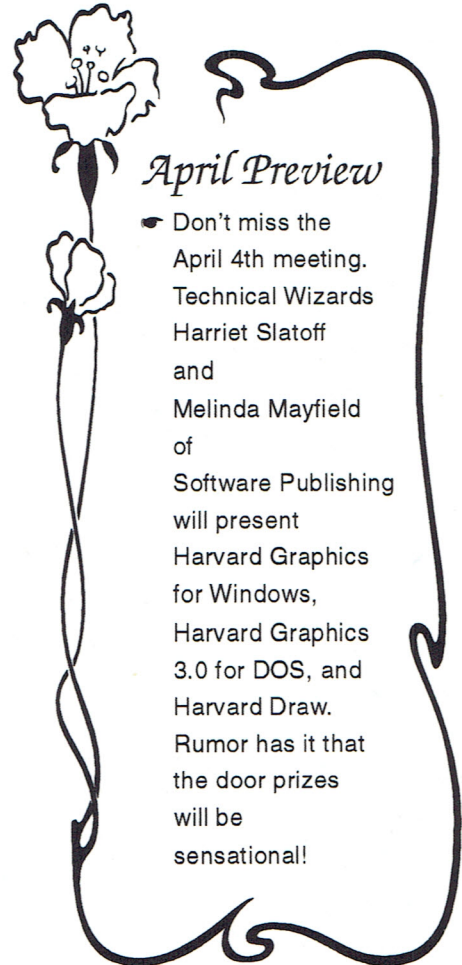 April Preview
☛ Don't miss the
April 4th meeting.
Technical Wizards
Harriet Slatoff
and
Melinda Mayfield
of
Software Publishing
will present
Harvard Graphics
for Windows,
Harvard Graphics
3.0 for DOS, and
Harvard Draw.
Rumor has it that
the door prizes
will be
sensational!